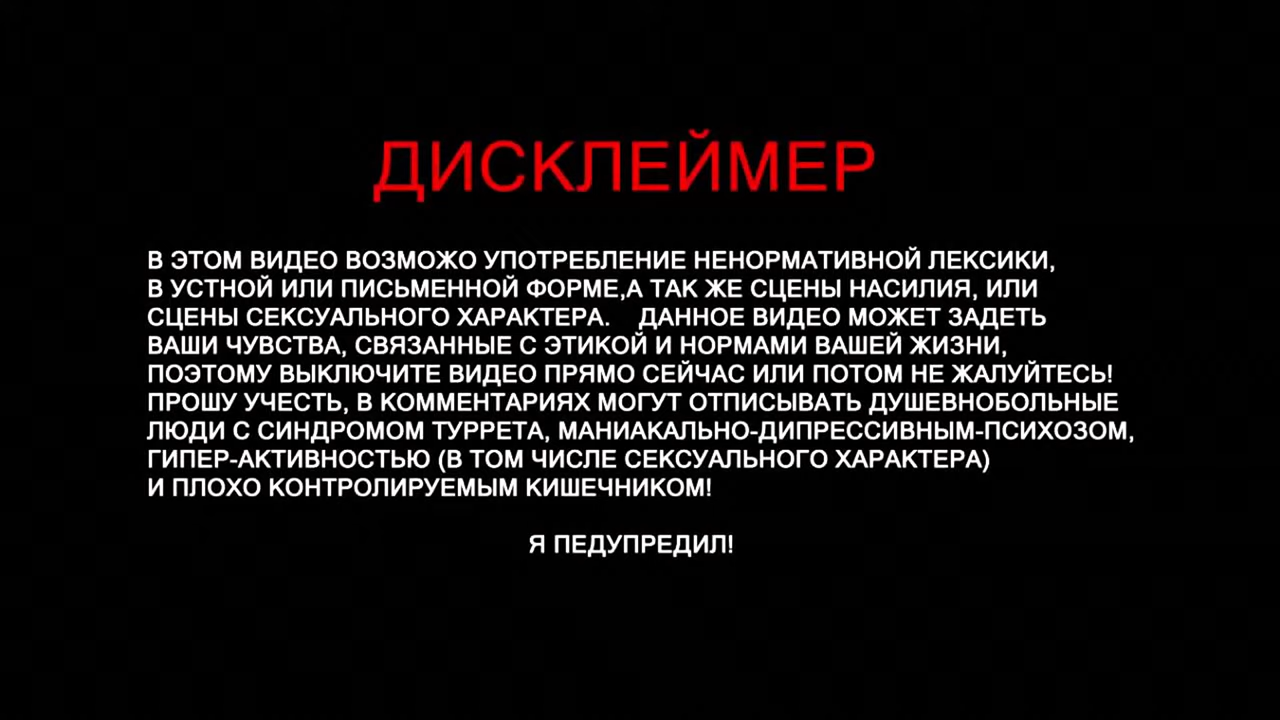 ДИСКЛЕЙМЕР
В ЭТОМ ВИДЕО ВОЗМОЖО УПОТРЕБЛЕНИЕ НЕНОРМАТИВНОЙ ЛЕКСИКИ,
В УСТНОЙ ИЛИ ПИСЬМЕННОЙ ФОРМЕ,А ТАК ЖЕ СЦЕНЫ НАСИЛИЯ, ИЛИ
СЦЕНЫ СЕКСУАЛЬНОГО ХАРАКТЕРА. ДАННОЕ ВИДЕО МОЖЕТ ЗАДЕТЬ
ВАШИ ЧУВСТВА, СВЯЗАННЫЕ С ЭТИКОЙ И НОРМАМИ ВАШЕЙ ЖИЗНИ,
ПОЭТОМУ ВЫКЛЮЧИТЕ ВИДЕО ПРЯМО СЕЙЧАС ИЛИ ПОТОМ НЕ ЖАЛУЙТЕСЬ!
ПРОШУ УЧЕСТЬ, В КОММЕНТАРИЯХ МОГУТ ОТПИСЫВАТЬ ДУШЕВНОБОЛЬНЫЕ
ЛЮДИ С СИНДРОМОМ ТУРРЕТА, МАНИАКАЛЬНО-ДИПРЕССИВНЫМ-ПСИХОЗОМ,
ГИПЕР-АКТИВНОСТЬЮ (В ТОМ ЧИСЛЕ СЕКСУАЛЬНОГО ХАРАКТЕРА)
И ПЛОХО КОНТРОЛИРУЕМЫМ КИШЕЧНИКОМ!
Я ПЕДУПРЕДИЛ!